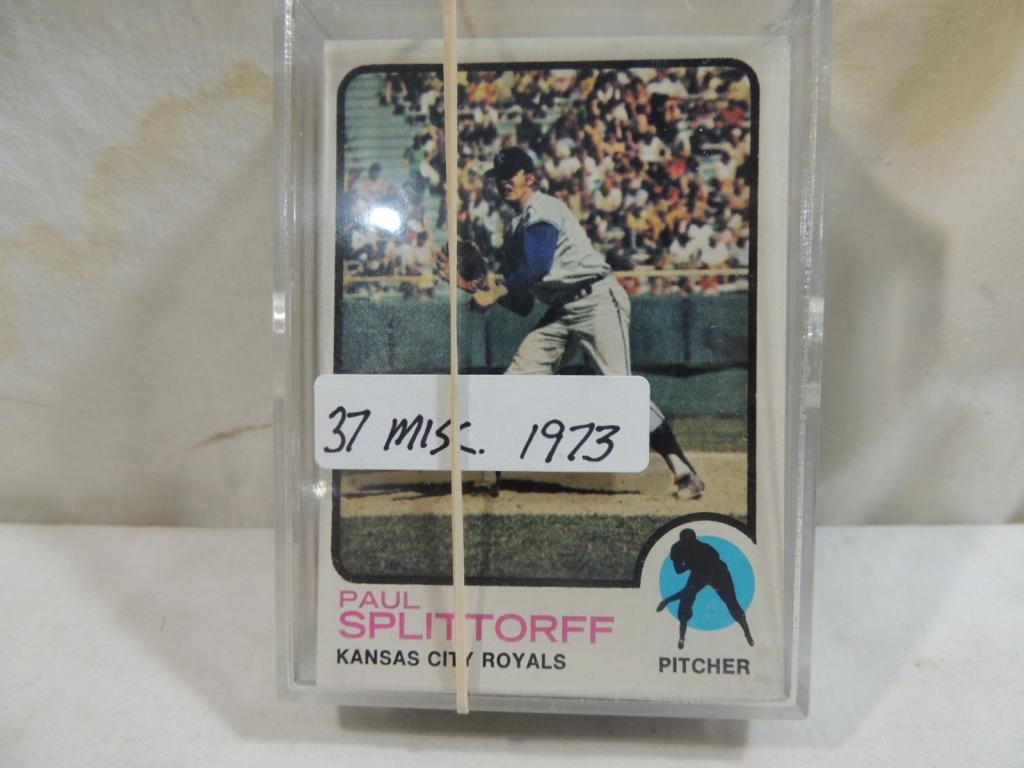 37 MISC. 1973
PAUL
SPLITTORFF
KANSAS CITY ROYALS
PITCHER